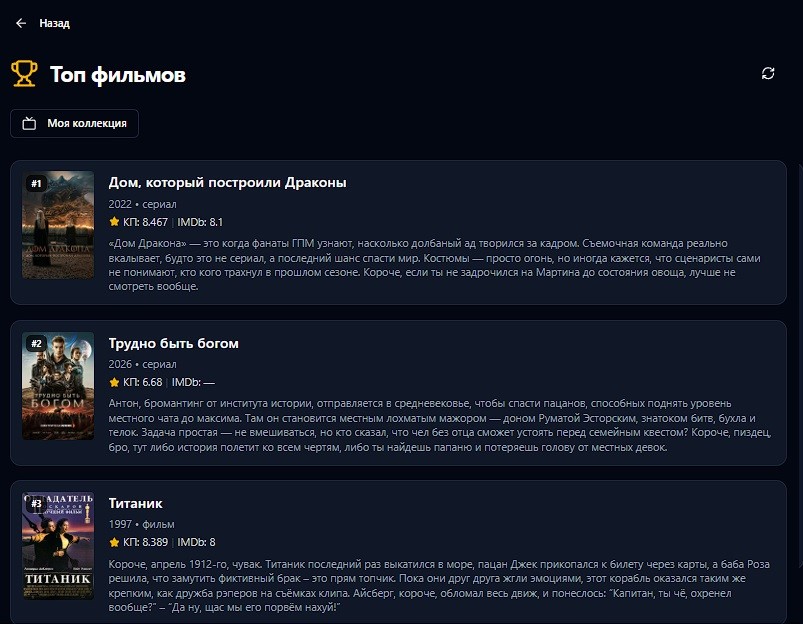 Назад
Топ фильмов
Моя коллекция
#1
Дом, который построили Драконы
2022 • сериал
КП: 8.467 | IMDb: 8.1
«Дом Дракона» — это когда фанаты ГПМ узнают, насколько долбаный ад творился за кадром. Съемочная команда реально
вкалывает, будто это не сериал, а последний шанс спасти мир. Костюмы — просто огонь, но иногда кажется, что сценаристы сами
не понимают, кто кого трахнул в прошлом сезоне. Короче, если ты не задрочился на Мартина до состояния овоща, лучше не
смотреть вообще.
ДОМ ДРАКОНА
#2
Трудно быть богом
2026 • сериал
КП: 6.68 | IMDb: —
Антон, бромантинг от института истории, отправляется в средневековье, чтобы спасти пацанов, способных поднять уровень
местного чата до максима. Там он становится местным лохматым мажором — доном Руматой Эсторским, знатоком битв, бухла и
телок. Задача простая — не вмешиваться, но кто сказал, что чел без отца сможет устоять перед семейным квестом? Короче, пиздец,
бро, тут либо история полетит ко всем чертям, либо ты найдешь папаню и потеряешь голову от местных девок.
ТРУДНО БЫТЬ
БОГОМ
#3
Титаник
1997 • фильм
КП: 8.389 | IMDb: 8
Короче, апрель 1912-го, чувак. Титаник последний раз выкатился в море, пацан Джек прикопался к билету через карты, а баба Роза
решила, что замутить фиктивный брак – это прям топчик. Пока они друг друга жгли эмоциями, этот корабль оказался таким же
крепким, как дружба рэперов на съёмках клипа. Айсберг, короче, обломал весь движ, и понеслось: “Капитан, ты чё, охренел
вообще?” – “Да ну, щас мы его порвём нахуй!”
ТИТАНИК